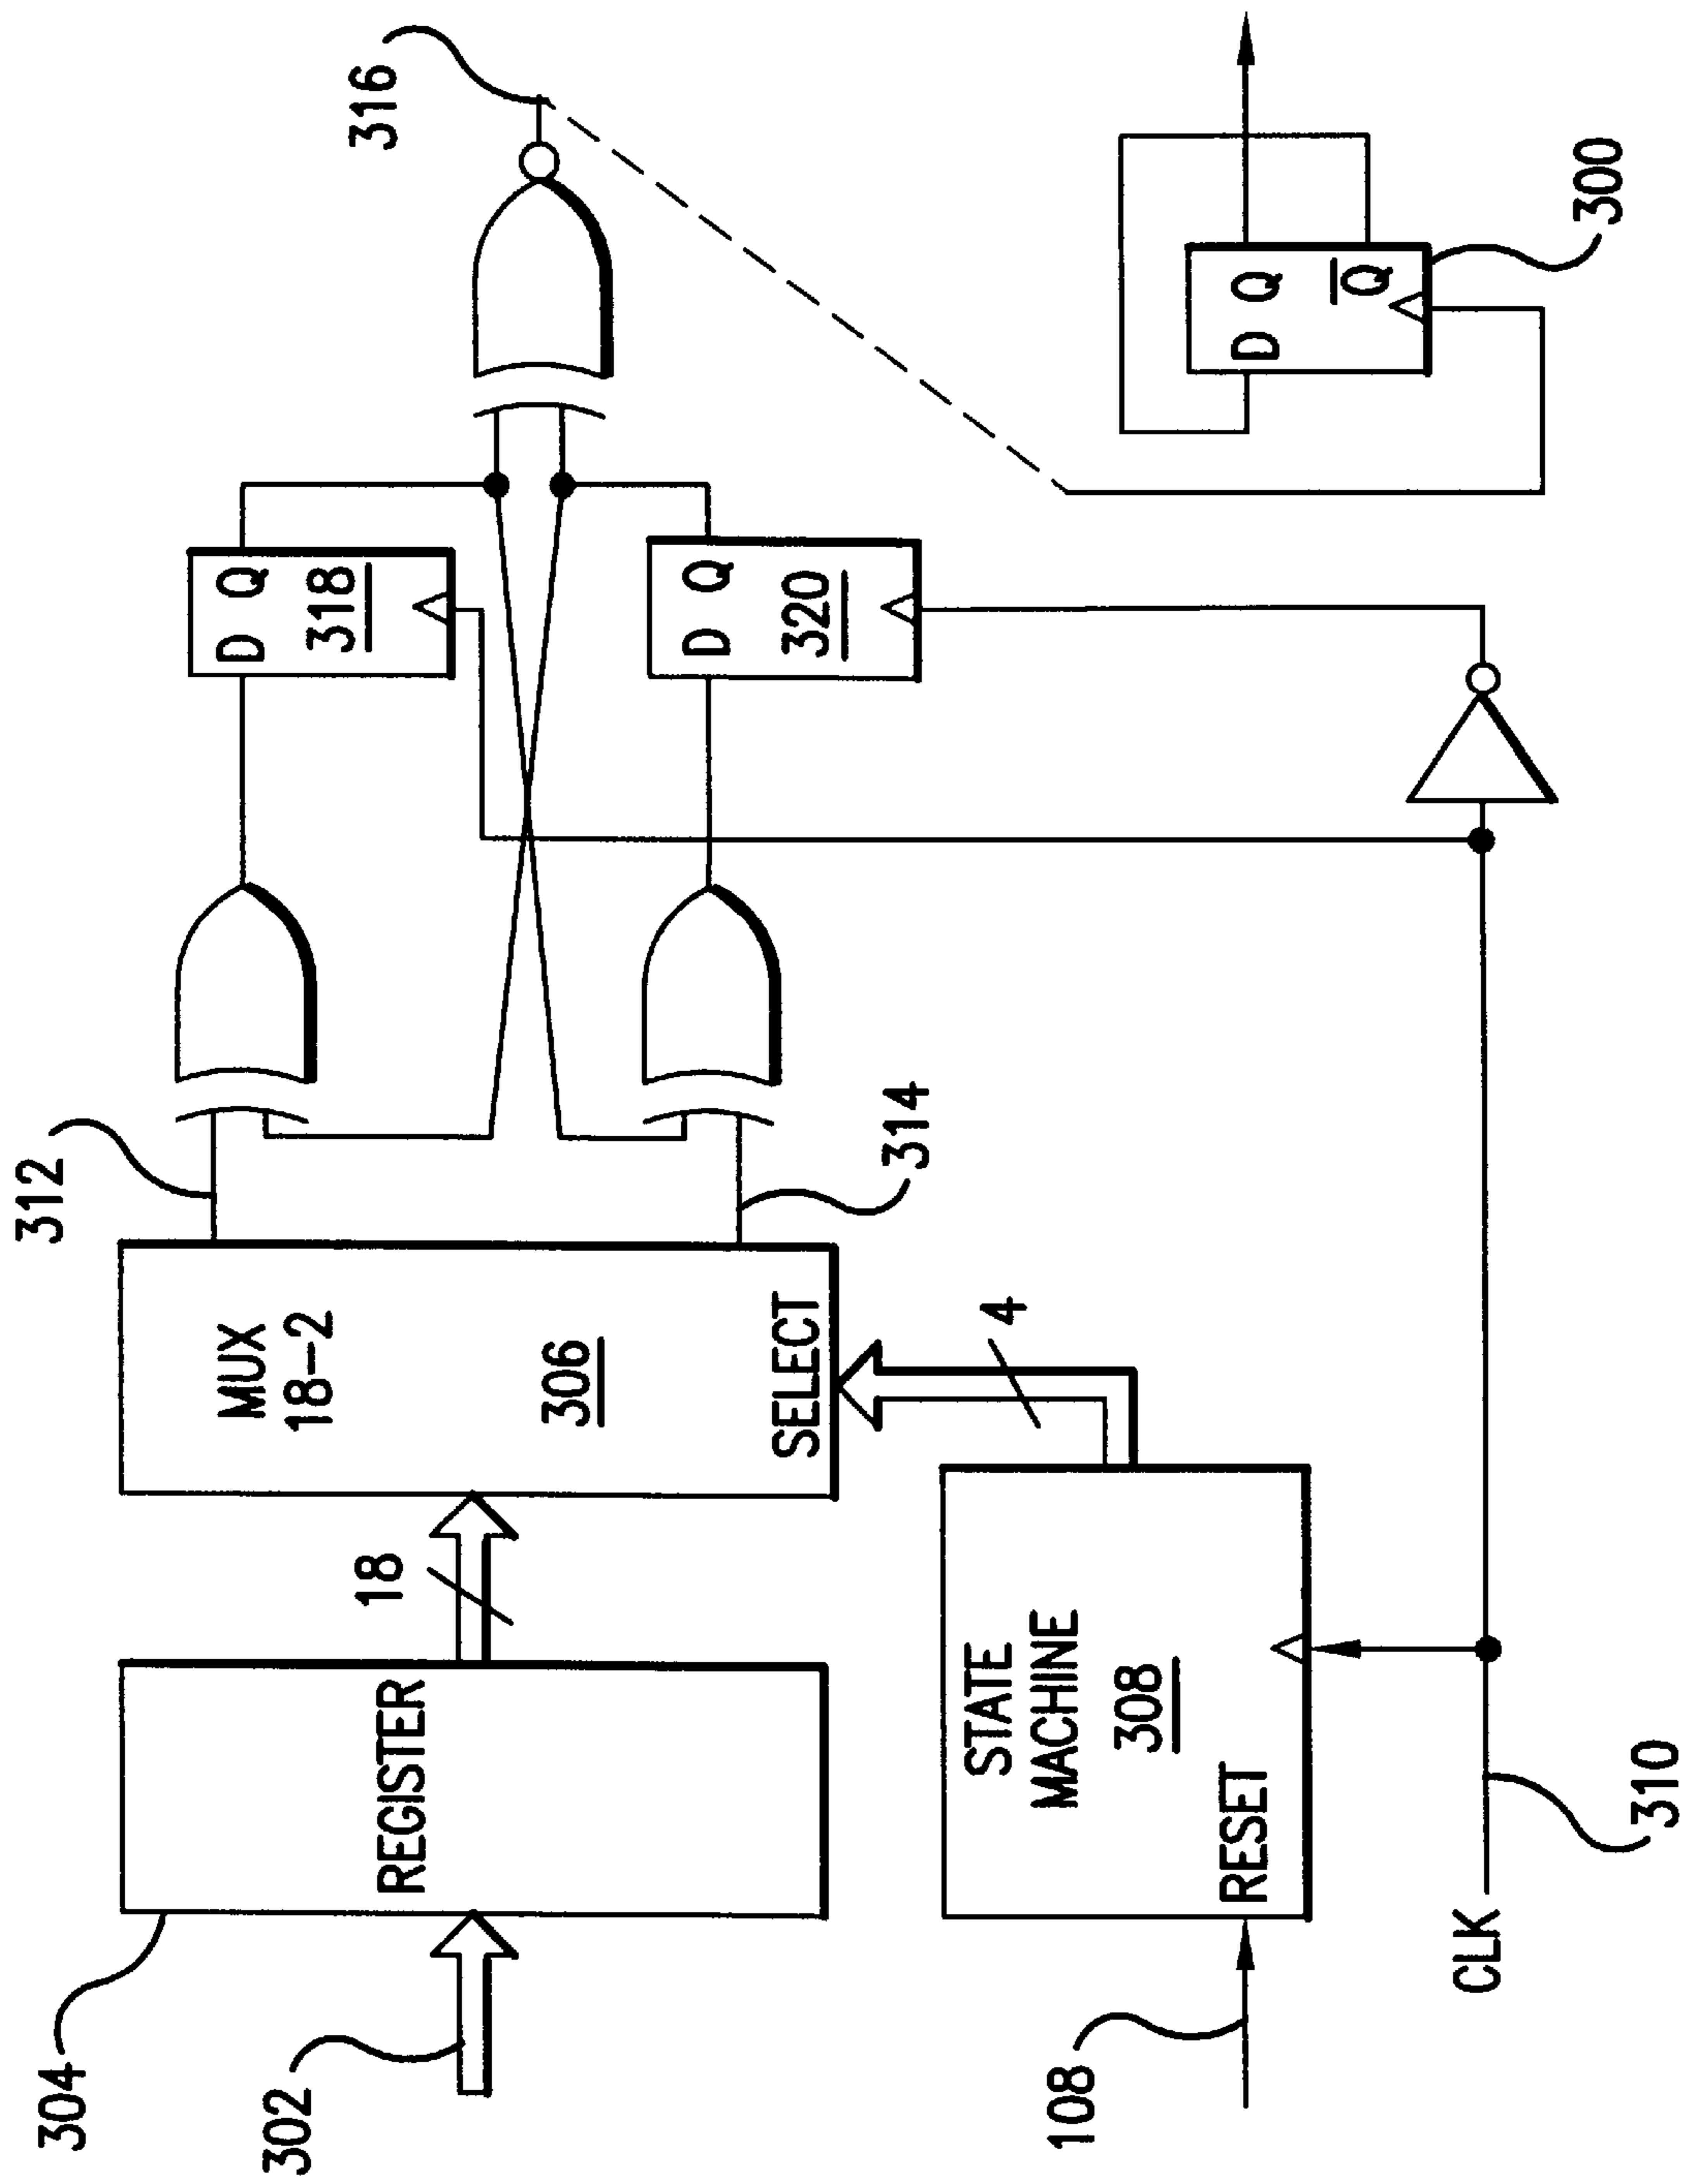 304
302
REGISTER
18
MUX
18-2
306
SELECT
312
314
D Q
318
D Q
320
316
108
STATE
MACHINE
308
RESET
4
CLK
310
D Q
Q̅
300